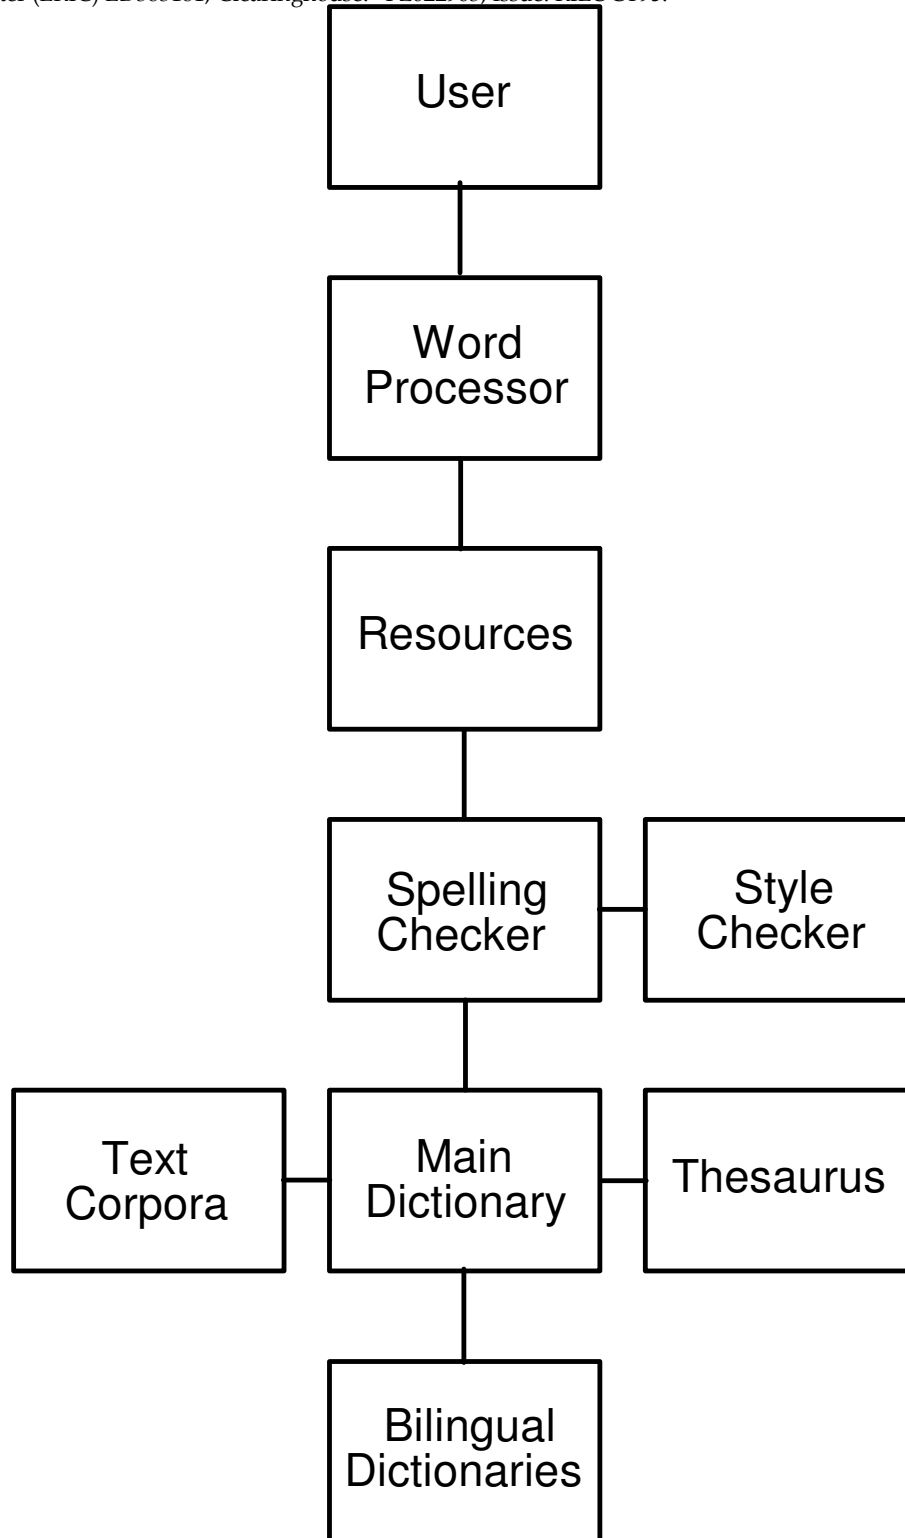 User
Word
Processor
Resources
Spelling
Checker
Style
Checker
Text
Corpora
Main
Dictionary
Thesaurus
Bilingual
Dictionaries